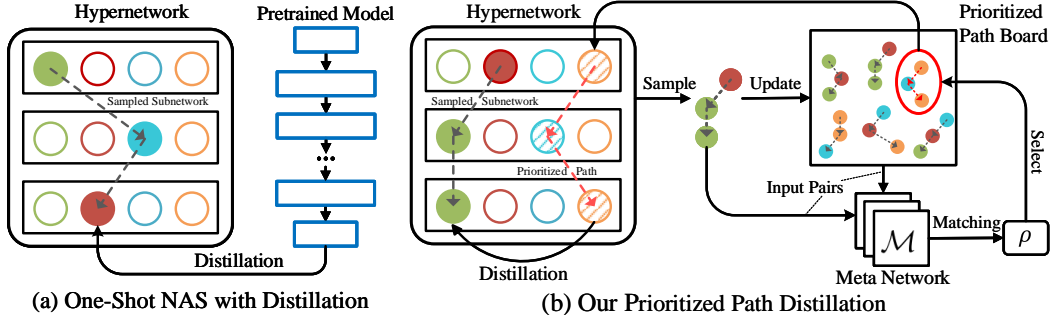 Hypernetwork
Pretrained Model
Sampled Subnetwork
...
Distillation
(a) One-Shot NAS with Distillation
Hypernetwork
Sampled Subnetwork
Prioritized Path
Distillation
Sample
Update
Prioritized
Path Board
Input Pairs
Select
M
Matching
ρ
Meta Network
(b) Our Prioritized Path Distillation